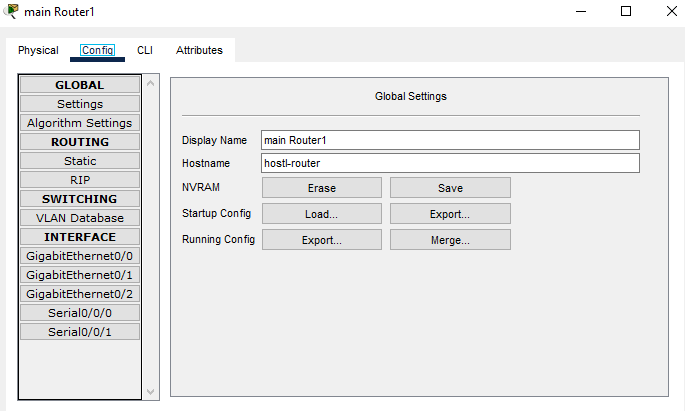 main Router1
Physical Config CLI Attributes
GLOBAL
Settings
Algorithm Settings
ROUTING
Static
RIP
SWITCHING
VLAN Database
INTERFACE
GigabitEthernet0/0
GigabitEthernet0/1
GigabitEthernet0/2
Serial0/0/0
Serial0/0/1
Global Settings
Display Name main Router1
Hostname hostl-router
NVRAM Erase Save
Startup Config Load... Export...
Running Config Export... Merge...